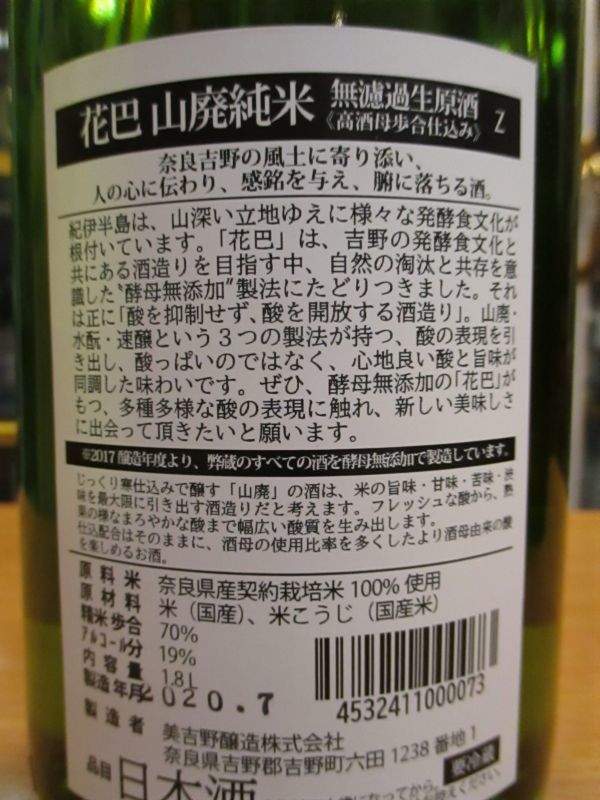 花巴 山廃純米 無濾過生原酒 《高酒母歩合仕込み》 Z
奈良吉野の風土に寄り添い、
人の心に伝わり、感銘を与え、腑に落ちる酒。
紀伊半島は、山深い立地ゆえに様々な発酵食文化が
根付いています。「花巴」は、吉野の発酵食文化と
共にある酒造りを目指す中、自然の淘汰と共存を意
識した"酵母無添加"製法にたどりつきました。それ
は正に「酸を抑制せず、酸を開放する酒造り」。山廃・
水酛・速醸という３つの製法が持つ、酸の表現を引
き出し、酸っぱいのではなく、心地良い酸と旨味が
同調した味わいです。ぜひ、酵母無添加の「花巴」が
もつ、多種多様な酸の表現に触れ、新しい美味しさ
に出会って頂きたいと願います。
※2017 醸造年度より、弊蔵のすべての酒を酵母無添加で製造しています。
じっくり寒仕込みで醸す「山廃」の酒は、米の旨味・甘味・苦味・渋
味を最大限に引き出す酒造りだと考えます。フレッシュな酸から、熟
果の様なまろやかな酸まで幅広い酸質を生み出します。
仕込配合はそのままに、酒母の使用比率を多くしたより酒母由来の酸
を楽しめるお酒。
原料米 奈良県産契約栽培米 100% 使用
原材料 米（国産）、米こうじ（国産米）
精米歩合 70%
アルコール分 19%
内容量 1.8L
製造年月 2020.7
4532411000073
製造者 美吉野醸造株式会社
奈良県吉野郡吉野町六田 1238 番地 1
品目 日本酒
要冷蔵
になってから。